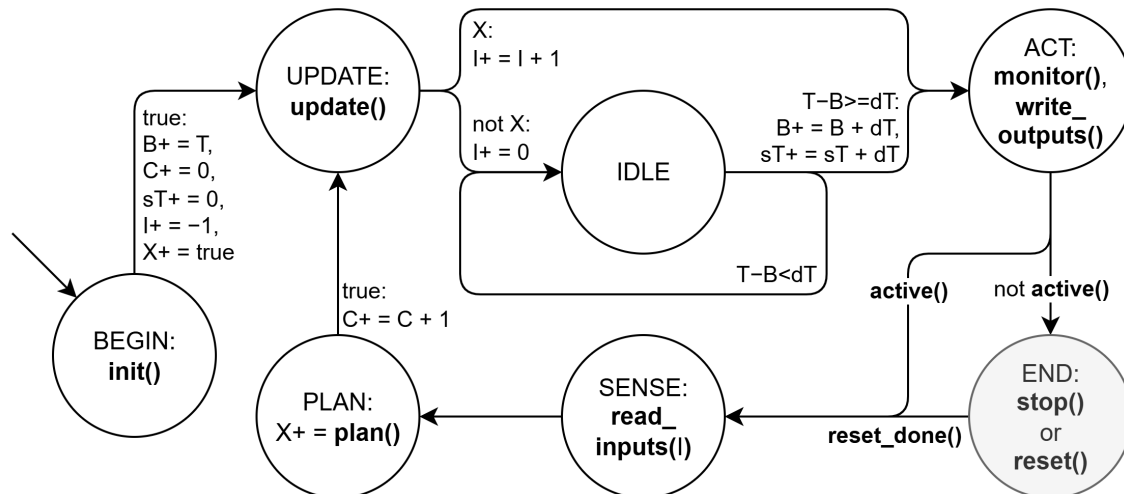 UPDATE:
update()
X:
I+ = I + 1
ACT:
monitor(),
write_
outputs()
true:
B+ = T,
C+ = 0,
sT+ = 0,
I+ = −1,
X+ = true
not X:
I+ = 0
IDLE
T−B>=dT:
B+ = B + dT,
sT+ = sT + dT
T−B<dT
BEGIN:
init()
true:
C+ = C + 1
active()
not active()
PLAN:
X+ = plan()
SENSE:
read_
inputs(I)
reset_done()
END:
stop()
or
reset()